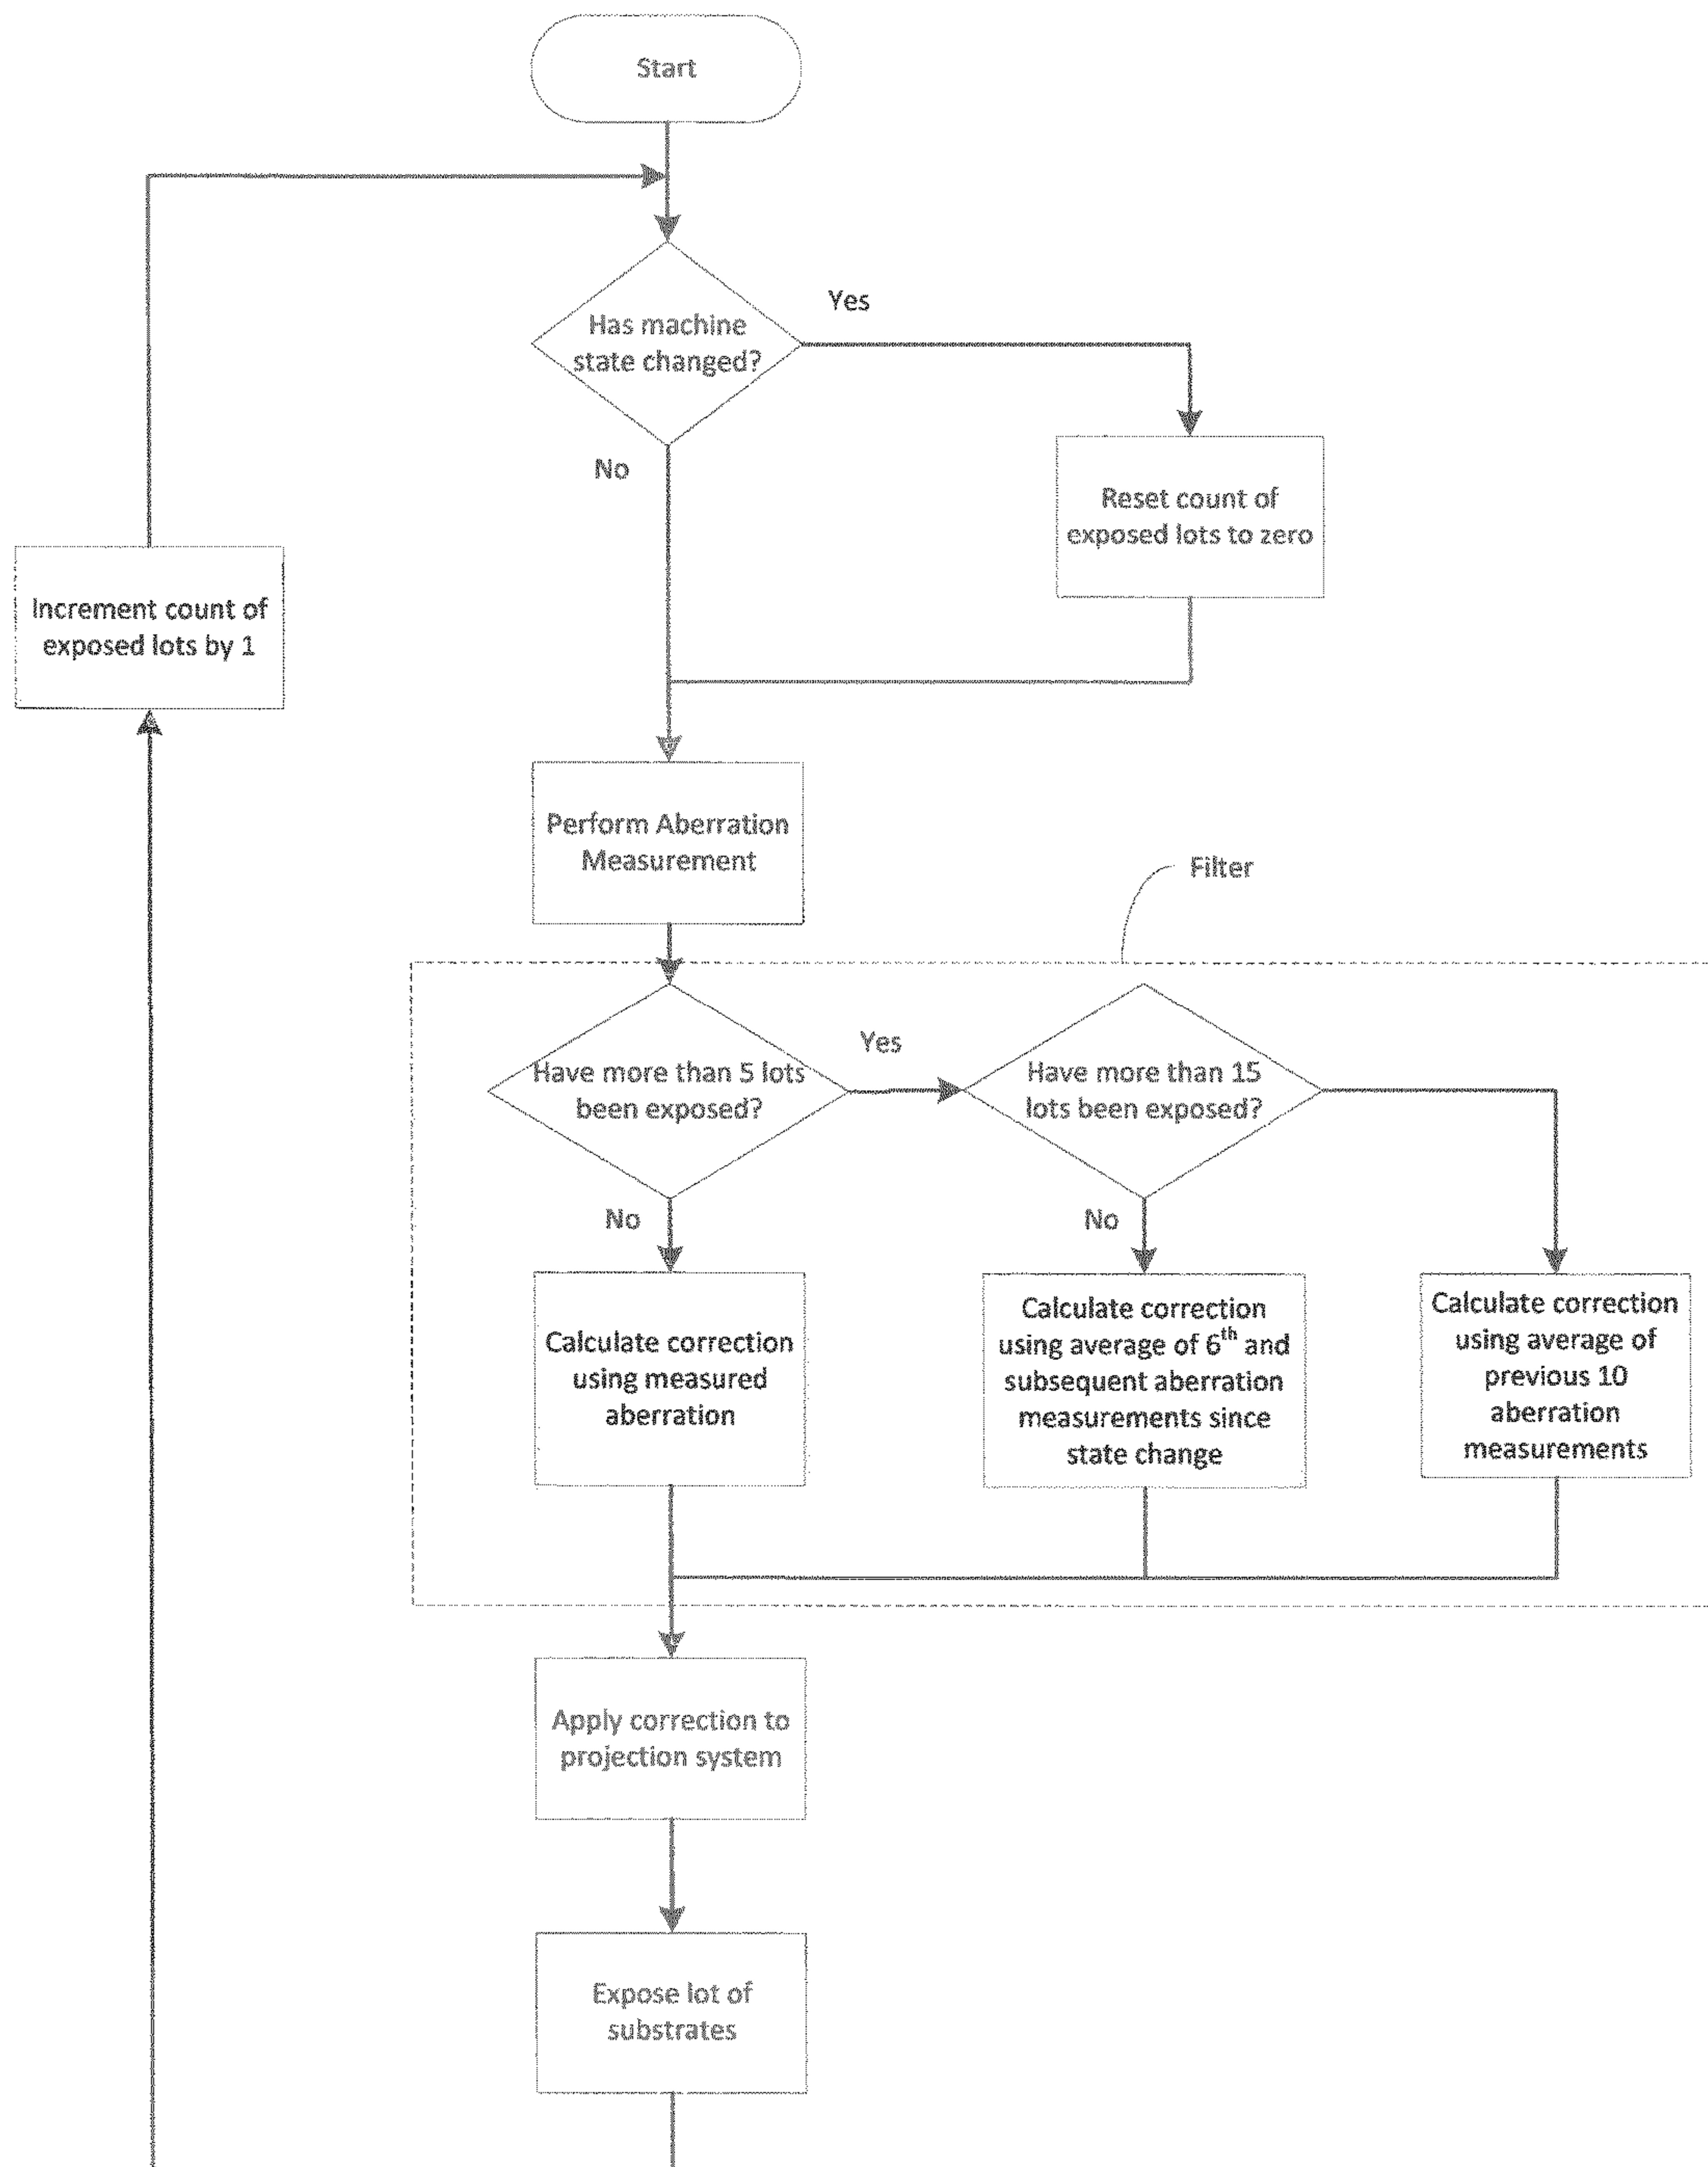 Start
Has machine
state changed?
Yes
No
Reset count of
exposed lots to zero
Increment count of
exposed lots by 1
Perform Aberration
Measurement
Filter
Have more than 5 lots
been exposed?
Yes
Have more than 15
lots been exposed?
No
No
Calculate correction
using measured
aberration
Calculate correction
using average of 6th and
subsequent aberration
measurements since
state change
Calculate correction
using average of
previous 10
aberration
measurements
Apply correction to
projection system
Expose lot of
substrates